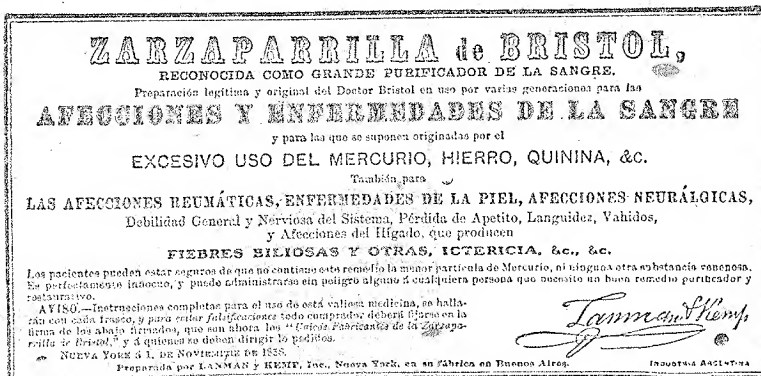 ZARZAPARRILLA de BRISTOL,
RECONOCIDA COMO GRANDE PURIFICADOR DE LA SANGRE.
Preparación legítima y original del Doctor Bristol en uso por varias generaciones para las
AFECCIONES Y ENFERMEDADES DE LA SANGRE
y para las que se suponen originadas por el
EXCESIVO USO DEL MERCURIO, HIERRO, QUININA, &c.
También para
LAS AFECCIONES REUMÁTICAS, ENFERMEDADES DE LA PIEL, AFECCIONES NEURÁLGICAS,
Debilidad General y Nerviosa del Sistema, Pérdida de Apetito, Languidez, Vahidos,
y Afecciones del Hígado, que producen
FIEBRES BILIOSAS Y OTRAS, ICTERICIA, &c., &c.
Los pacientes pueden estar seguros de que no contiene este remedio la menor partícula de Mercurio, ni ninguna otra substancia venenosa.
Es perfectamente inocuo, y puede administrarse sin peligro alguno á cualquiera persona que necesite un buen remedio purificador y
restaurativo.
AVISO.—Instrucciones completas para el uso de está valiosa medicina, se halla-
rán con cada frasco, y para evitar falsificaciones todo comprador deberá fijarse en la
firma de los abajo firmados, que son ahora los "Unicos Fabricantes de la Zarzapa-
rrilla de Bristol," y á quienes se deben dirigir lo pedidos.
NUEVA YORK á 1. DE NOVIEMBRE DE 1858.
Lanman & Kemp
Preparada por LANMAN y KEMP, Inc., Nueva York, en su fábrica en Buenos Aires.
INDUSTRIA ARGENTINA